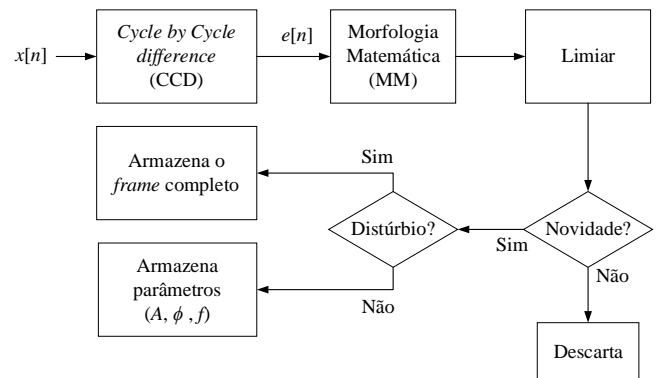 x[n]
Cycle by Cycle
difference
(CCD)
e[n]
Morfologia
Matemática
(MM)
Limiar
Armazena o
frame completo
Sim
Distúrbio?
Sim
Novidade?
Não
Armazena
parâmetros
(A, ϕ , f)
Não
Descarta